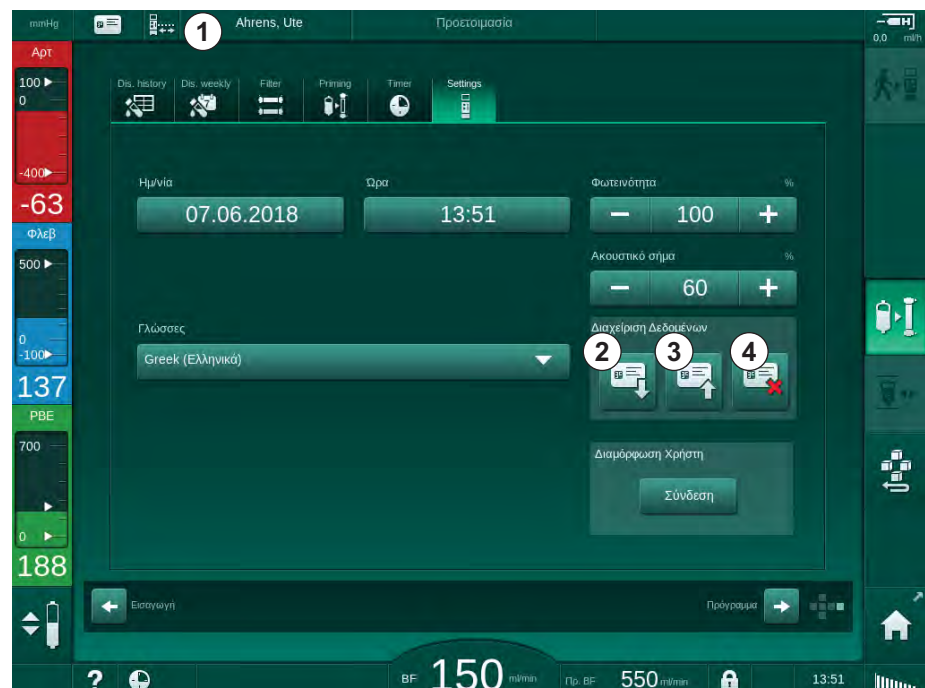 mmHg
1
Ahrens, Ute
Προετοιμασία
0,0 ml/h
Αρτ
100
0
-400
-63
Φλεβ
500
0
-100
137
PBE
700
0
188
Dis. history
Dis. weekly
Filter
Priming
Timer
Settings
Ημ/νία
Ώρα
Φωτεινότητα %
07.06.2018
13:51
− 100 +
Ακουστικό σήμα %
− 60 +
Γλώσσες
Greek (Ελληνικά)
Διαχείριση Δεδομένων
2
3
4
Διαμόρφωση Χρήστη
Σύνδεση
Εισαγωγή
Πρόγραμμα
? BF 150 ml/min
Πρ. BF 550 ml/min
13:51